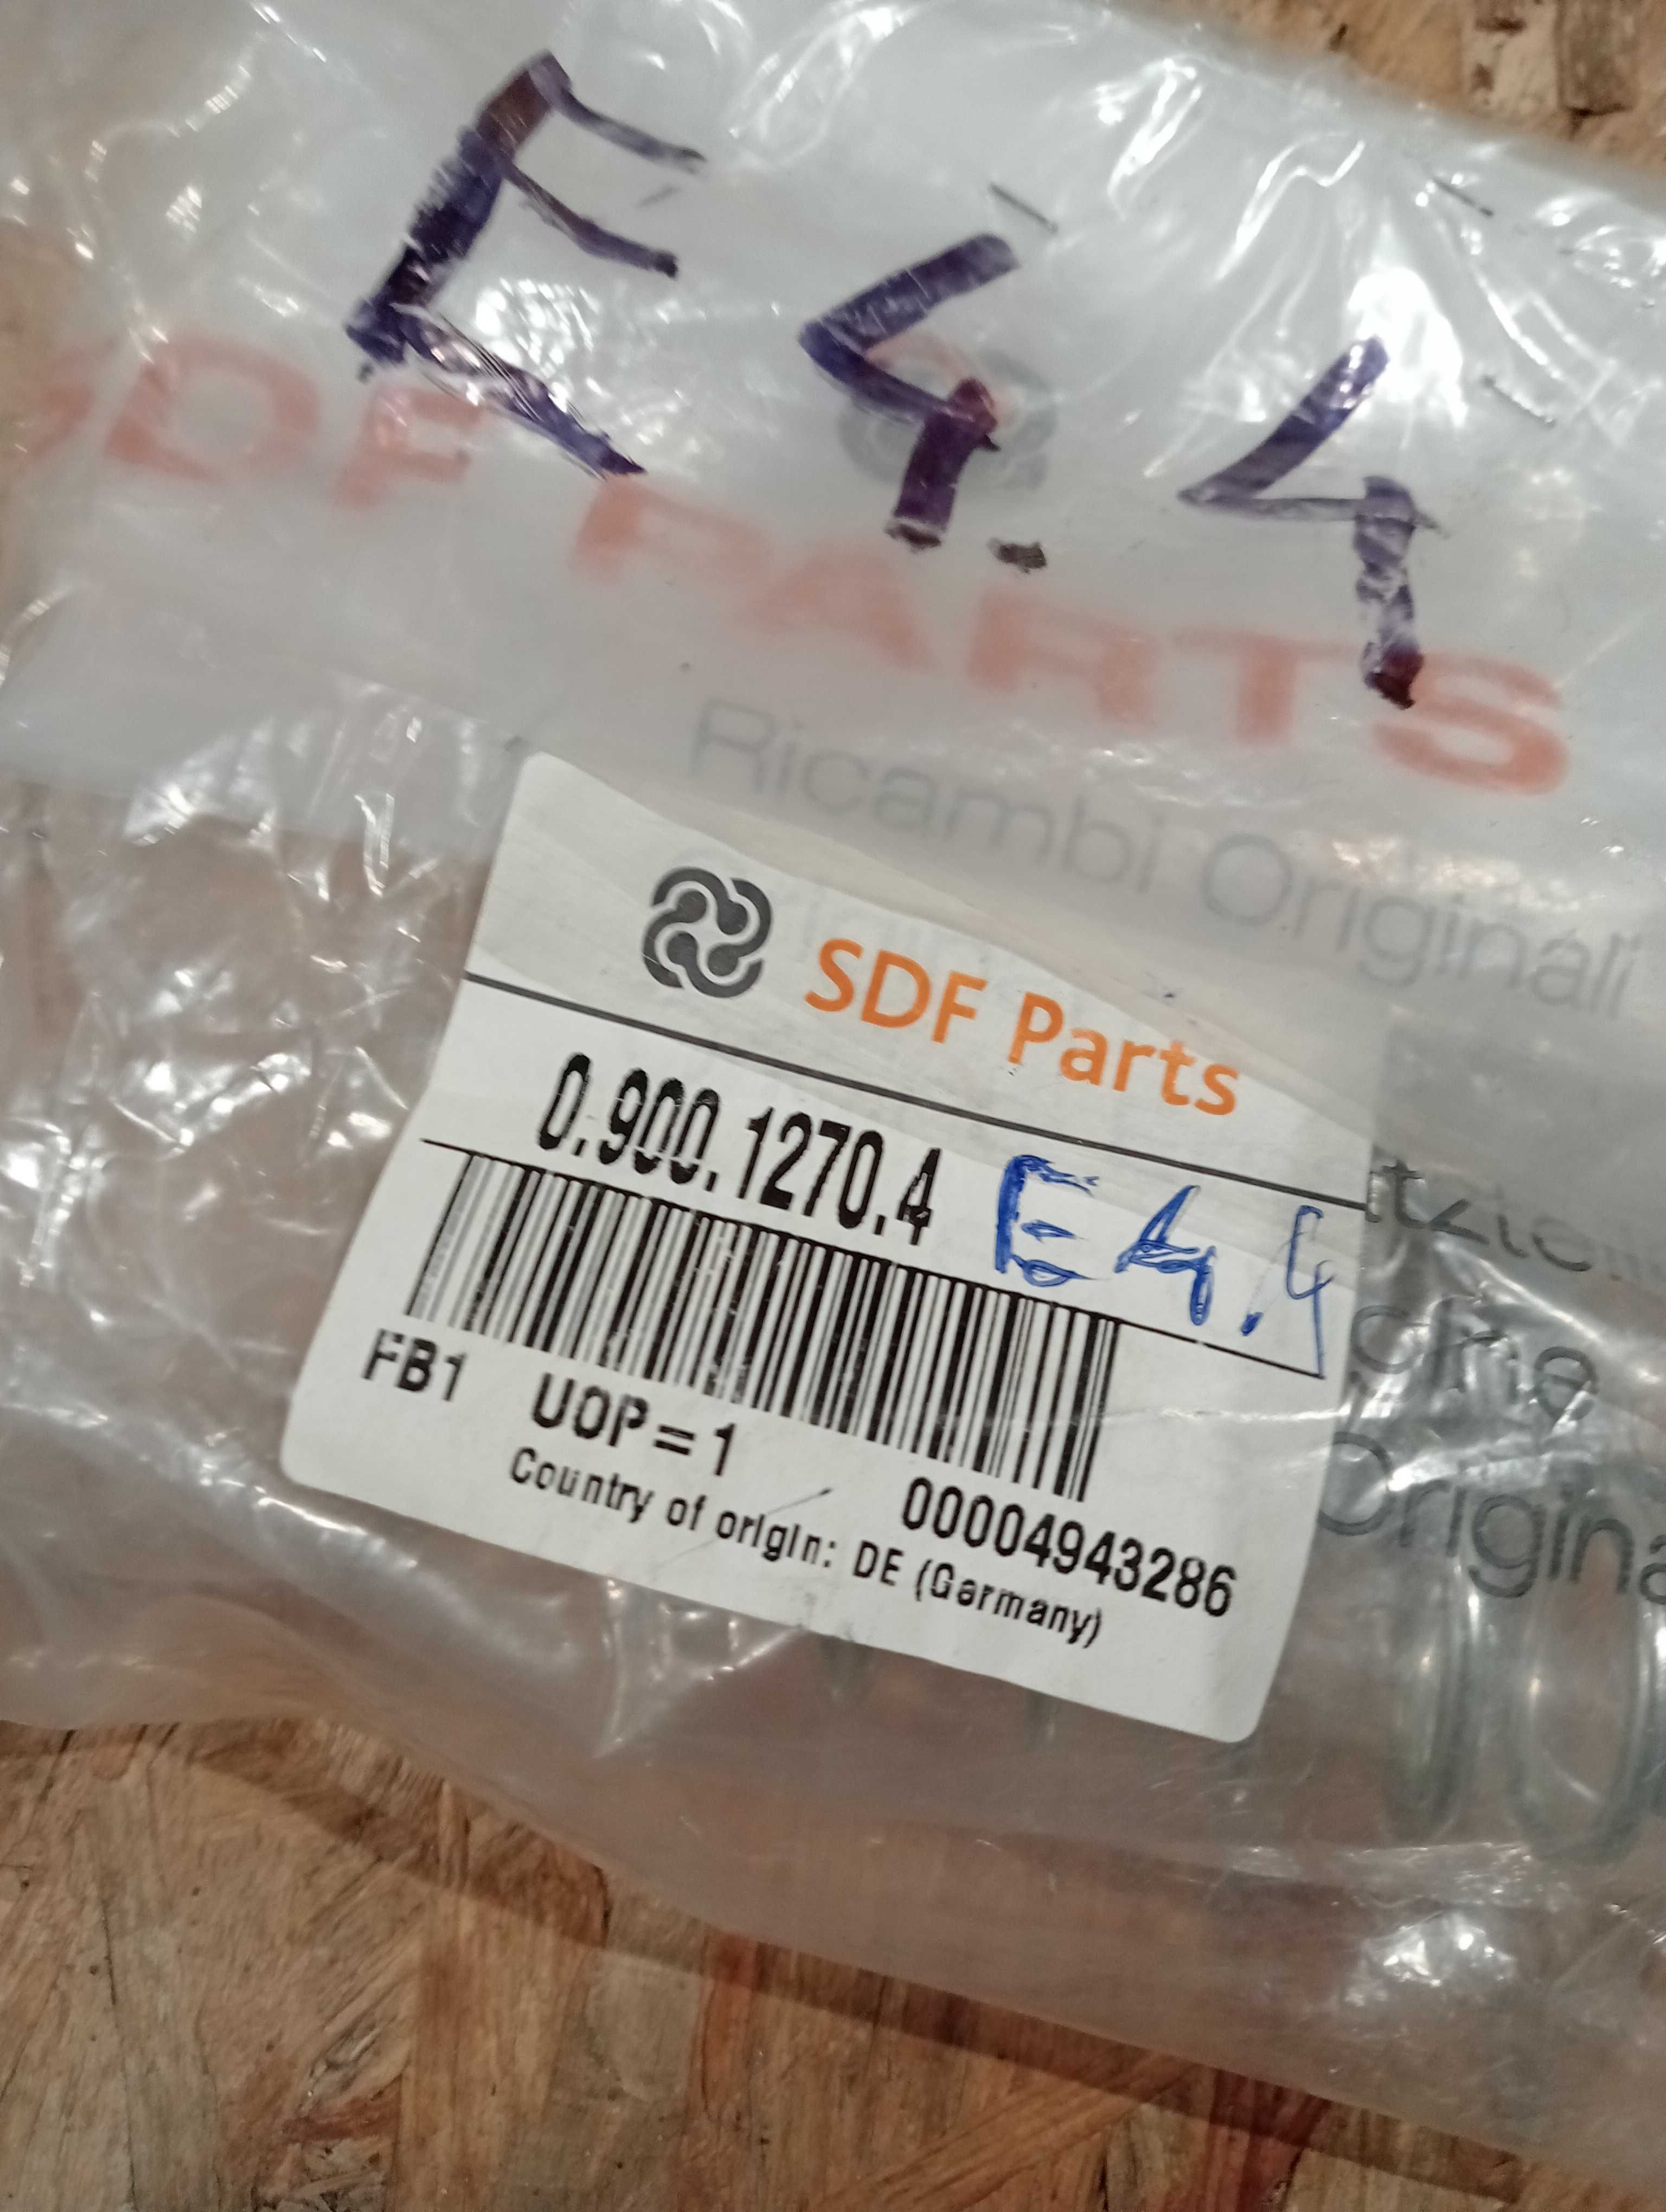 E4.4
SDF PARTS
Ricambi Originali
SDF Parts
0.900.1270.4 E4.4
FB1 UOP=1 00004943286
Country of origin: DE (Germany)